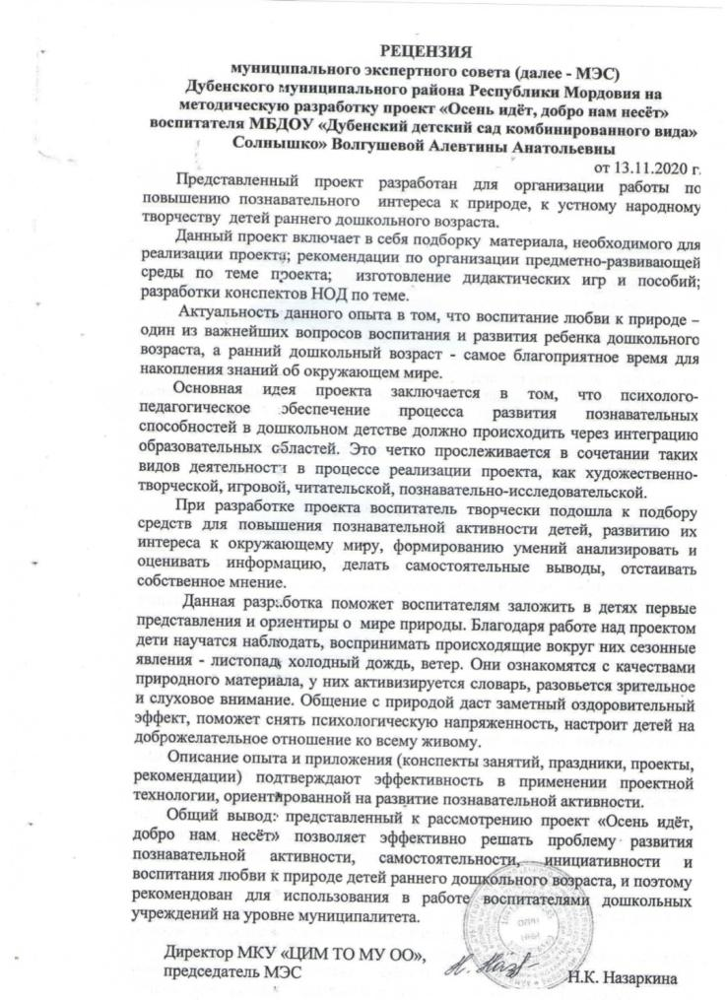 РЕЦЕНЗИЯ
муниципального экспертного совета (далее - МЭС)
Дубенского муниципального района Республики Мордовия на
методическую разработку проект «Осень идёт, добро нам несёт»
воспитателя МБДОУ «Дубенский детский сад комбинированного вида»
Солнышко» Волгушевой Алевтины Анатольевны
от 13.11.2020 г.
Представленный проект разработан для организации работы по
повышению познавательного интереса к природе, к устному народному
творчеству детей раннего дошкольного возраста.
Данный проект включает в себя подборку материала, необходимого для
реализации проекта; рекомендации по организации предметно-развивающей
среды по теме проекта; изготовление дидактических игр и пособий;
разработки конспектов НОД по теме.
Актуальность данного опыта в том, что воспитание любви к природе –
один из важнейших вопросов воспитания и развития ребенка дошкольного
возраста, а ранний дошкольный возраст - самое благоприятное время для
накопления знаний об окружающем мире.
Основная идея проекта заключается в том, что психолого-
педагогическое обеспечение процесса развития познавательных
способностей в дошкольном детстве должно происходить через интеграцию
образовательных областей. Это четко прослеживается в сочетании таких
видов деятельности в процессе реализации проекта, как художественно-
творческой, игровой, читательской, познавательно-исследовательской.
При разработке проекта воспитатель творчески подошла к подбору
средств для повышения познавательной активности детей, развитию их
интереса к окружающему миру, формированию умений анализировать и
оценивать информацию, делать самостоятельные выводы, отстаивать
собственное мнение.
Данная разработка поможет воспитателям заложить в детях первые
представления и ориентиры о мире природы. Благодаря работе над проектом
дети научатся наблюдать, воспринимать происходящие вокруг них сезонные
явления - листопад, холодный дождь, ветер. Они ознакомятся с качествами
природного материала, у них активизируется словарь, разовьется зрительное
и слуховое внимание. Общение с природой даст заметный оздоровительный
эффект, поможет снять психологическую напряженность, настроит детей на
доброжелательное отношение ко всему живому.
Описание опыта и приложения (конспекты занятий, праздники, проекты,
рекомендации) подтверждают эффективность в применении проектной
технологии, ориентированной на развитие познавательной активности.
Общий вывод: представленный к рассмотрению проект «Осень идёт,
добро нам несёт» позволяет эффективно решать проблему развития
познавательной активности, самостоятельности, инициативности и
воспитания любви к природе детей раннего дошкольного возраста, и поэтому
рекомендован для использования в работе воспитателями дошкольных
учреждений на уровне муниципалитета.
Директор МКУ «ЦИМ ТО МУ ОО»,
председатель МЭС
Н.К. Назаркина